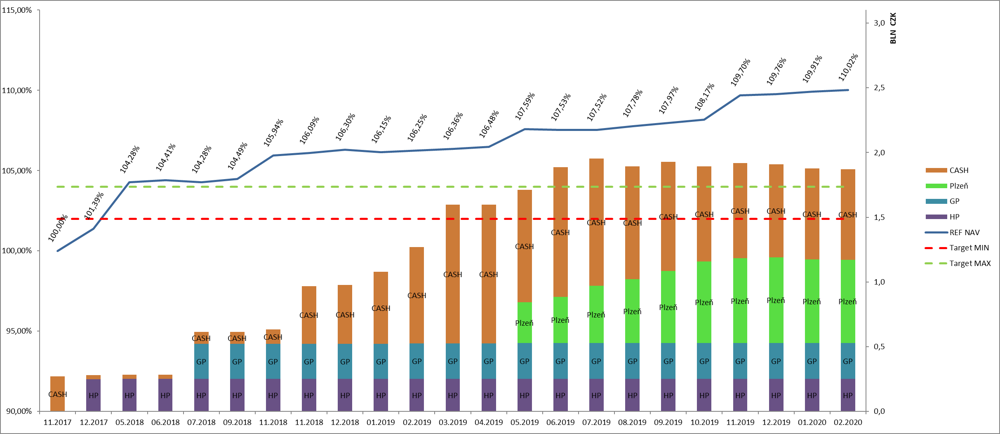 115,00%
110,00%
105,00%
100,00%
95,00%
90,00%
BLN CZK
3,0
2,5
2,0
1,5
1,0
0,5
0,0
100,00%
101,39%
104,28%
104,41%
104,28%
104,49%
105,94%
106,09%
106,30%
106,15%
106,25%
106,36%
106,48%
107,59%
107,53%
107,52%
107,78%
107,97%
108,17%
109,70%
109,76%
109,91%
110,02%
CASH CASH CASH CASH CASH CASH CASH CASH CASH CASH CASH CASH CASH CASH CASH CASH CASH CASH CASH CASH
Plzeň Plzeň Plzeň Plzeň Plzeň Plzeň Plzeň Plzeň Plzeň Plzeň
GP GP GP GP GP GP GP GP GP GP GP GP GP GP GP GP GP GP GP
HP HP HP HP HP HP HP HP HP HP HP HP HP HP HP HP HP HP HP HP HP HP
11.2017 12.2017 05.2018 06.2018 07.2018 09.2018 11.2018 11.2018 12.2018 01.2019 02.2019 03.2019 04.2019 05.2019 06.2019 07.2019 08.2019 09.2019 10.2019 11.2019 12.2019 01.2020 02.2020
CASH
Plzeň
GP
HP
REF NAV
Target MIN
Target MAX